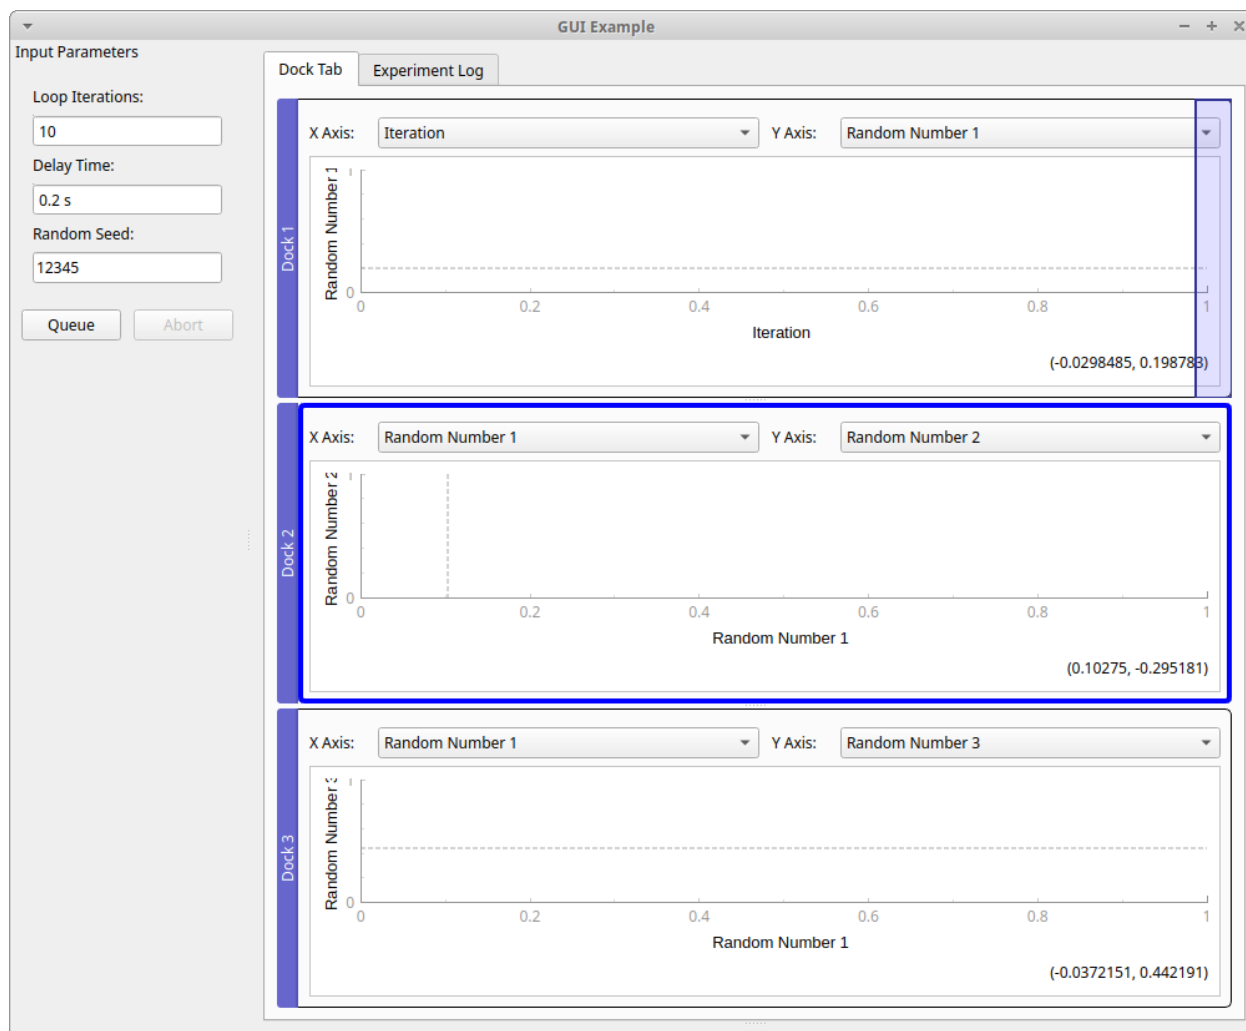 GUI Example
Input Parameters
Loop Iterations:
10
Delay Time:
0.2 s
Random Seed:
12345
Queue Abort
Dock Tab Experiment Log
Dock 1
X Axis: Iteration Y Axis: Random Number 1
Random Number 1
1
0
0 0.2 0.4 0.6 0.8 1
Iteration
(-0.0298485, 0.198783)
Dock 2
X Axis: Random Number 1 Y Axis: Random Number 2
Random Number 2
1
0
0 0.2 0.4 0.6 0.8 1
Random Number 1
(0.10275, -0.295181)
Dock 3
X Axis: Random Number 1 Y Axis: Random Number 3
Random Number 3
1
0
0 0.2 0.4 0.6 0.8 1
Random Number 1
(-0.0372151, 0.442191)